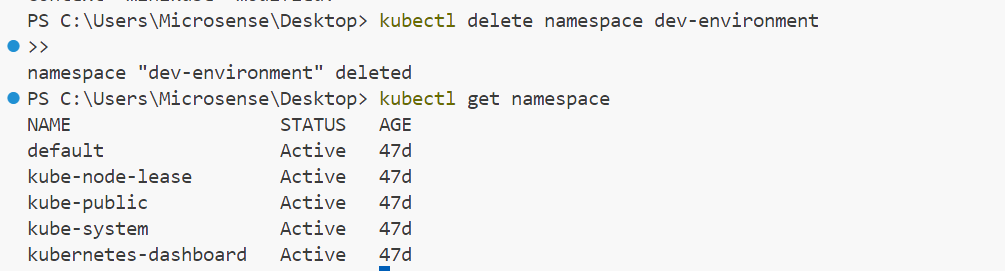 PS C:\Users\Microsense\Desktop> kubectl delete namespace dev-environment
>>
namespace "dev-environment" deleted
PS C:\Users\Microsense\Desktop> kubectl get namespace
NAME                   STATUS   AGE
default                Active   47d
kube-node-lease        Active   47d
kube-public            Active   47d
kube-system            Active   47d
kubernetes-dashboard   Active   47d